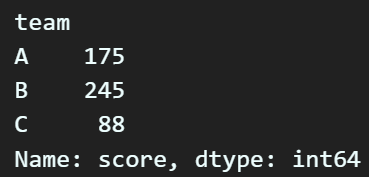 team
A    175
B    245
C     88
Name: score, dtype: int64